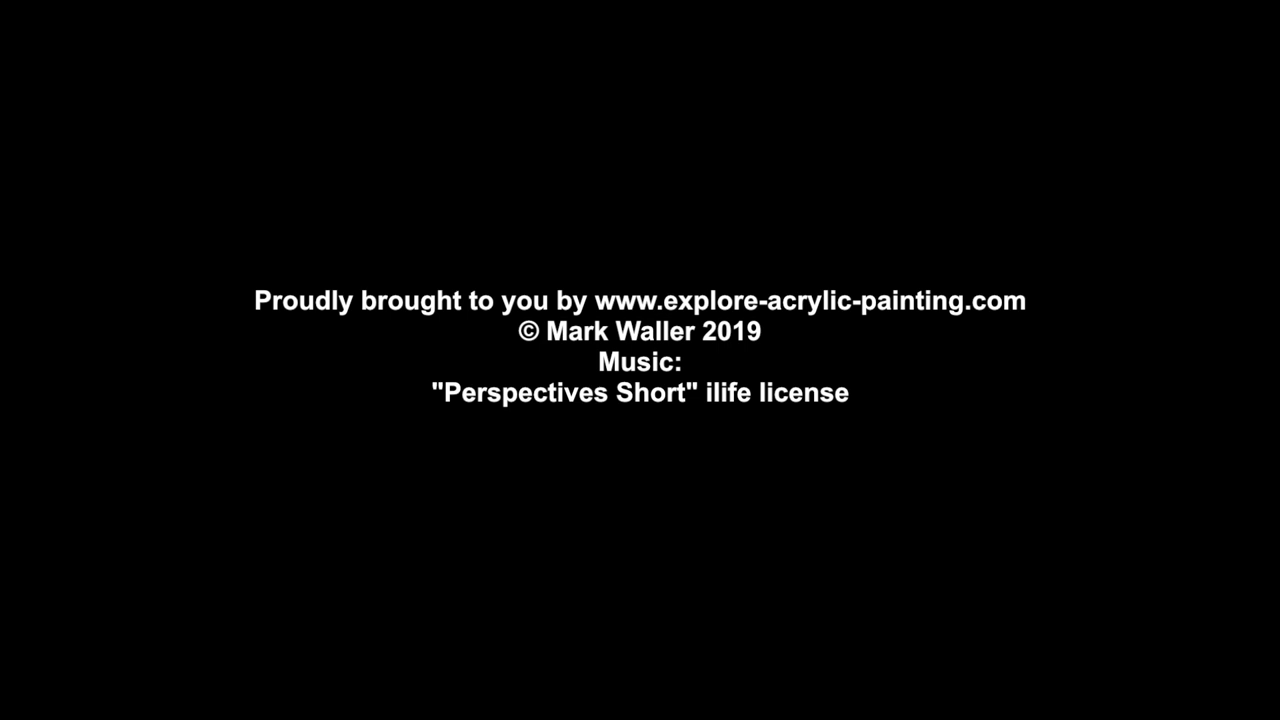 Proudly brought to you by www.explore-acrylic-painting.com
© Mark Waller 2019
Music:
"Perspectives Short" ilife license